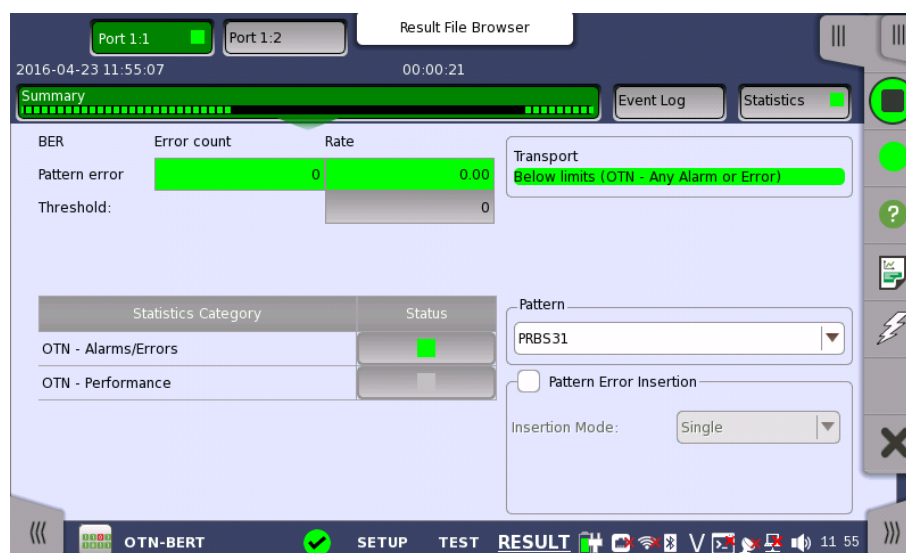 Port 1:1
Port 1:2
Result File Browser
2016-04-23 11:55:07
00:00:21
Summary
Event Log
Statistics
BER
Error count
Rate
Pattern error
0
0.00
Threshold:
0
Transport
Below limits (OTN - Any Alarm or Error)
Statistics Category
Status
OTN - Alarms/Errors
OTN - Performance
Pattern
PRBS31
Pattern Error Insertion
Insertion Mode:
Single
OTN-BERT
SETUP
TEST
RESULT
V
11 55